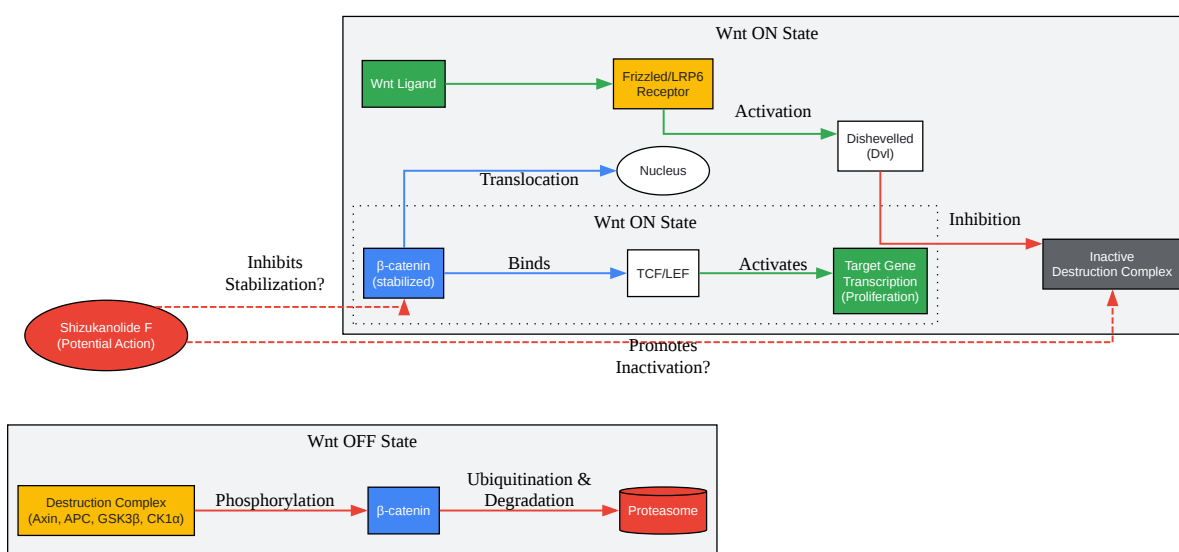 Wnt ON State
Wnt Ligand
Frizzled/LRP6
Receptor
Activation
Dishevelled
(Dvl)
Nucleus
Translocation
Wnt ON State
Inhibition
β-catenin
(stabilized)
Binds
TCF/LEF
Activates
Target Gene
Transcription
(Proliferation)
Inactive
Destruction Complex
Inhibits
Stabilization?
Shizukanolide F
(Potential Action)
Promotes
Inactivation?
Wnt OFF State
Destruction Complex
(Axin, APC, GSK3β, CK1α)
Phosphorylation
β-catenin
Ubiquitination &
Degradation
Proteasome